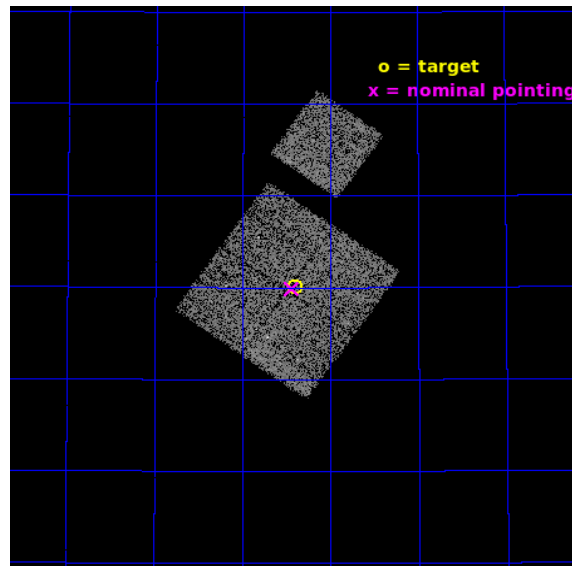 o = target
x = nominal pointing